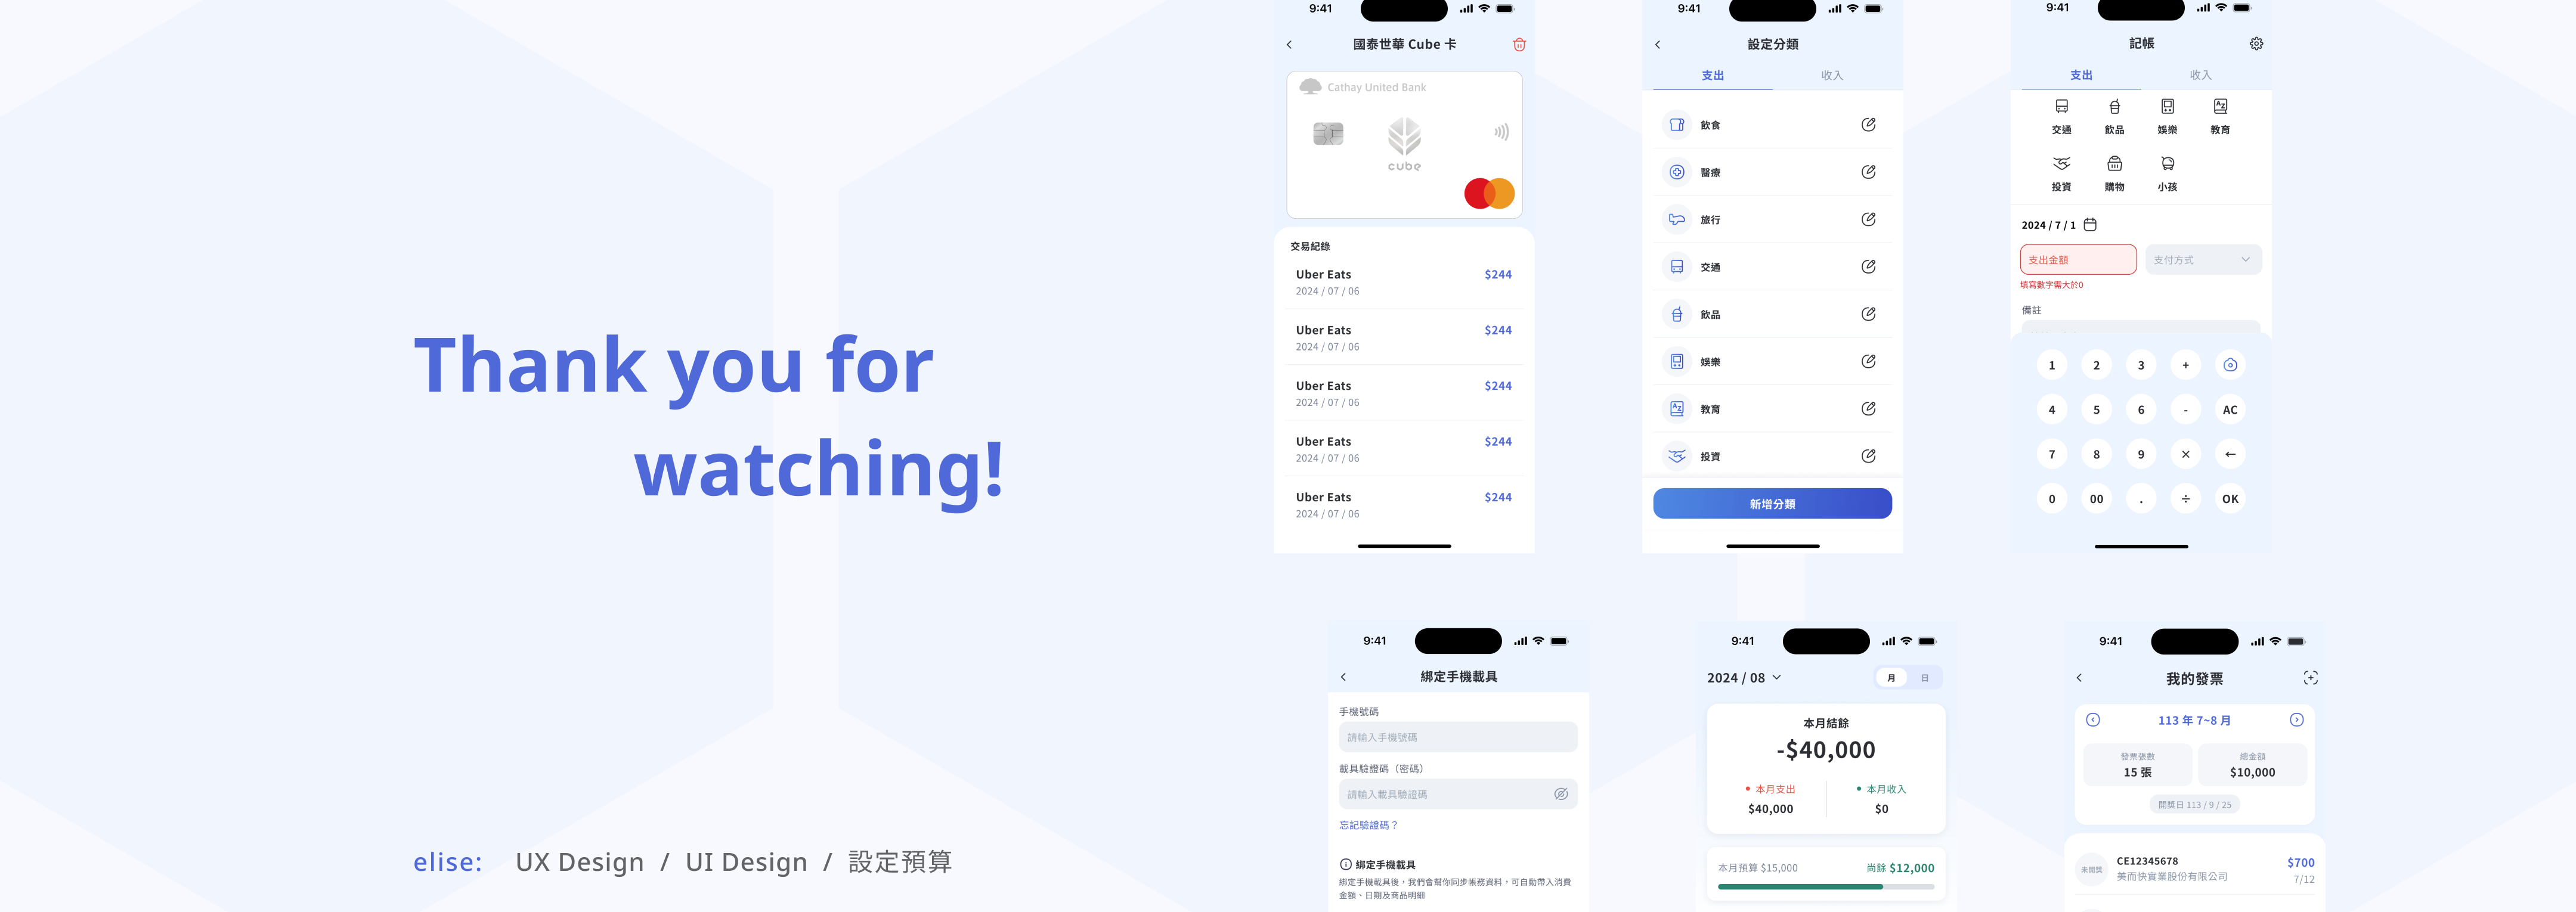 Thank you for
watching!
elise: UX Design / UI Design / 設定預算
9:41
國泰世華 Cube 卡
Cathay United Bank
cube
交易紀錄
Uber Eats $244
2024 / 07 / 06
Uber Eats $244
2024 / 07 / 06
Uber Eats $244
2024 / 07 / 06
Uber Eats $244
2024 / 07 / 06
Uber Eats $244
2024 / 07 / 06
9:41
設定分類
支出 收入
飲食
醫療
旅行
交通
飲品
娛樂
教育
投資
新增分類
9:41
記帳
支出 收入
交通 飲品 娛樂 教育
投資 購物 小孩
2024 / 7 / 1
支出金額 支付方式
填寫數字需大於0
備註
1 2 3 +
4 5 6 - AC
7 8 9 × ←
0 00 . ÷ OK
9:41
綁定手機載具
手機號碼
請輸入手機號碼
載具驗證碼（密碼）
請輸入載具驗證碼
忘記驗證碼？
綁定手機載具
綁定手機載具後，我們會幫你同步帳務資料，可自動帶入消費
金額、日期及商品明細
9:41
2024 / 08 月 日
本月結餘
-$40,000
本月支出 本月收入
$40,000 $0
本月預算 $15,000 尚餘 $12,000
9:41
我的發票
113 年 7~8 月
發票張數 總金額
15 張 $10,000
開獎日 113 / 9 / 25
未開獎 CE12345678 $700
美而快實業股份有限公司 7/12